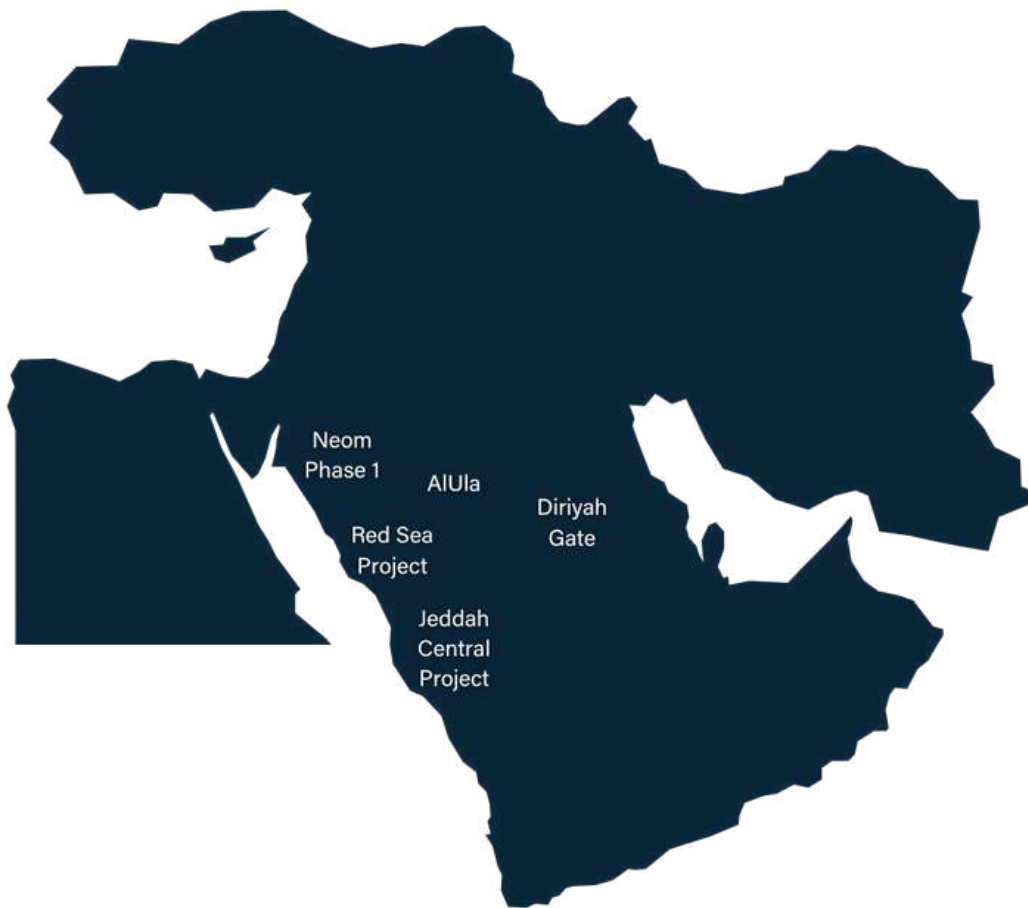 Neom
Phase 1
AlUla
Diriyah
Gate
Red Sea
Project
Jeddah
Central
Project